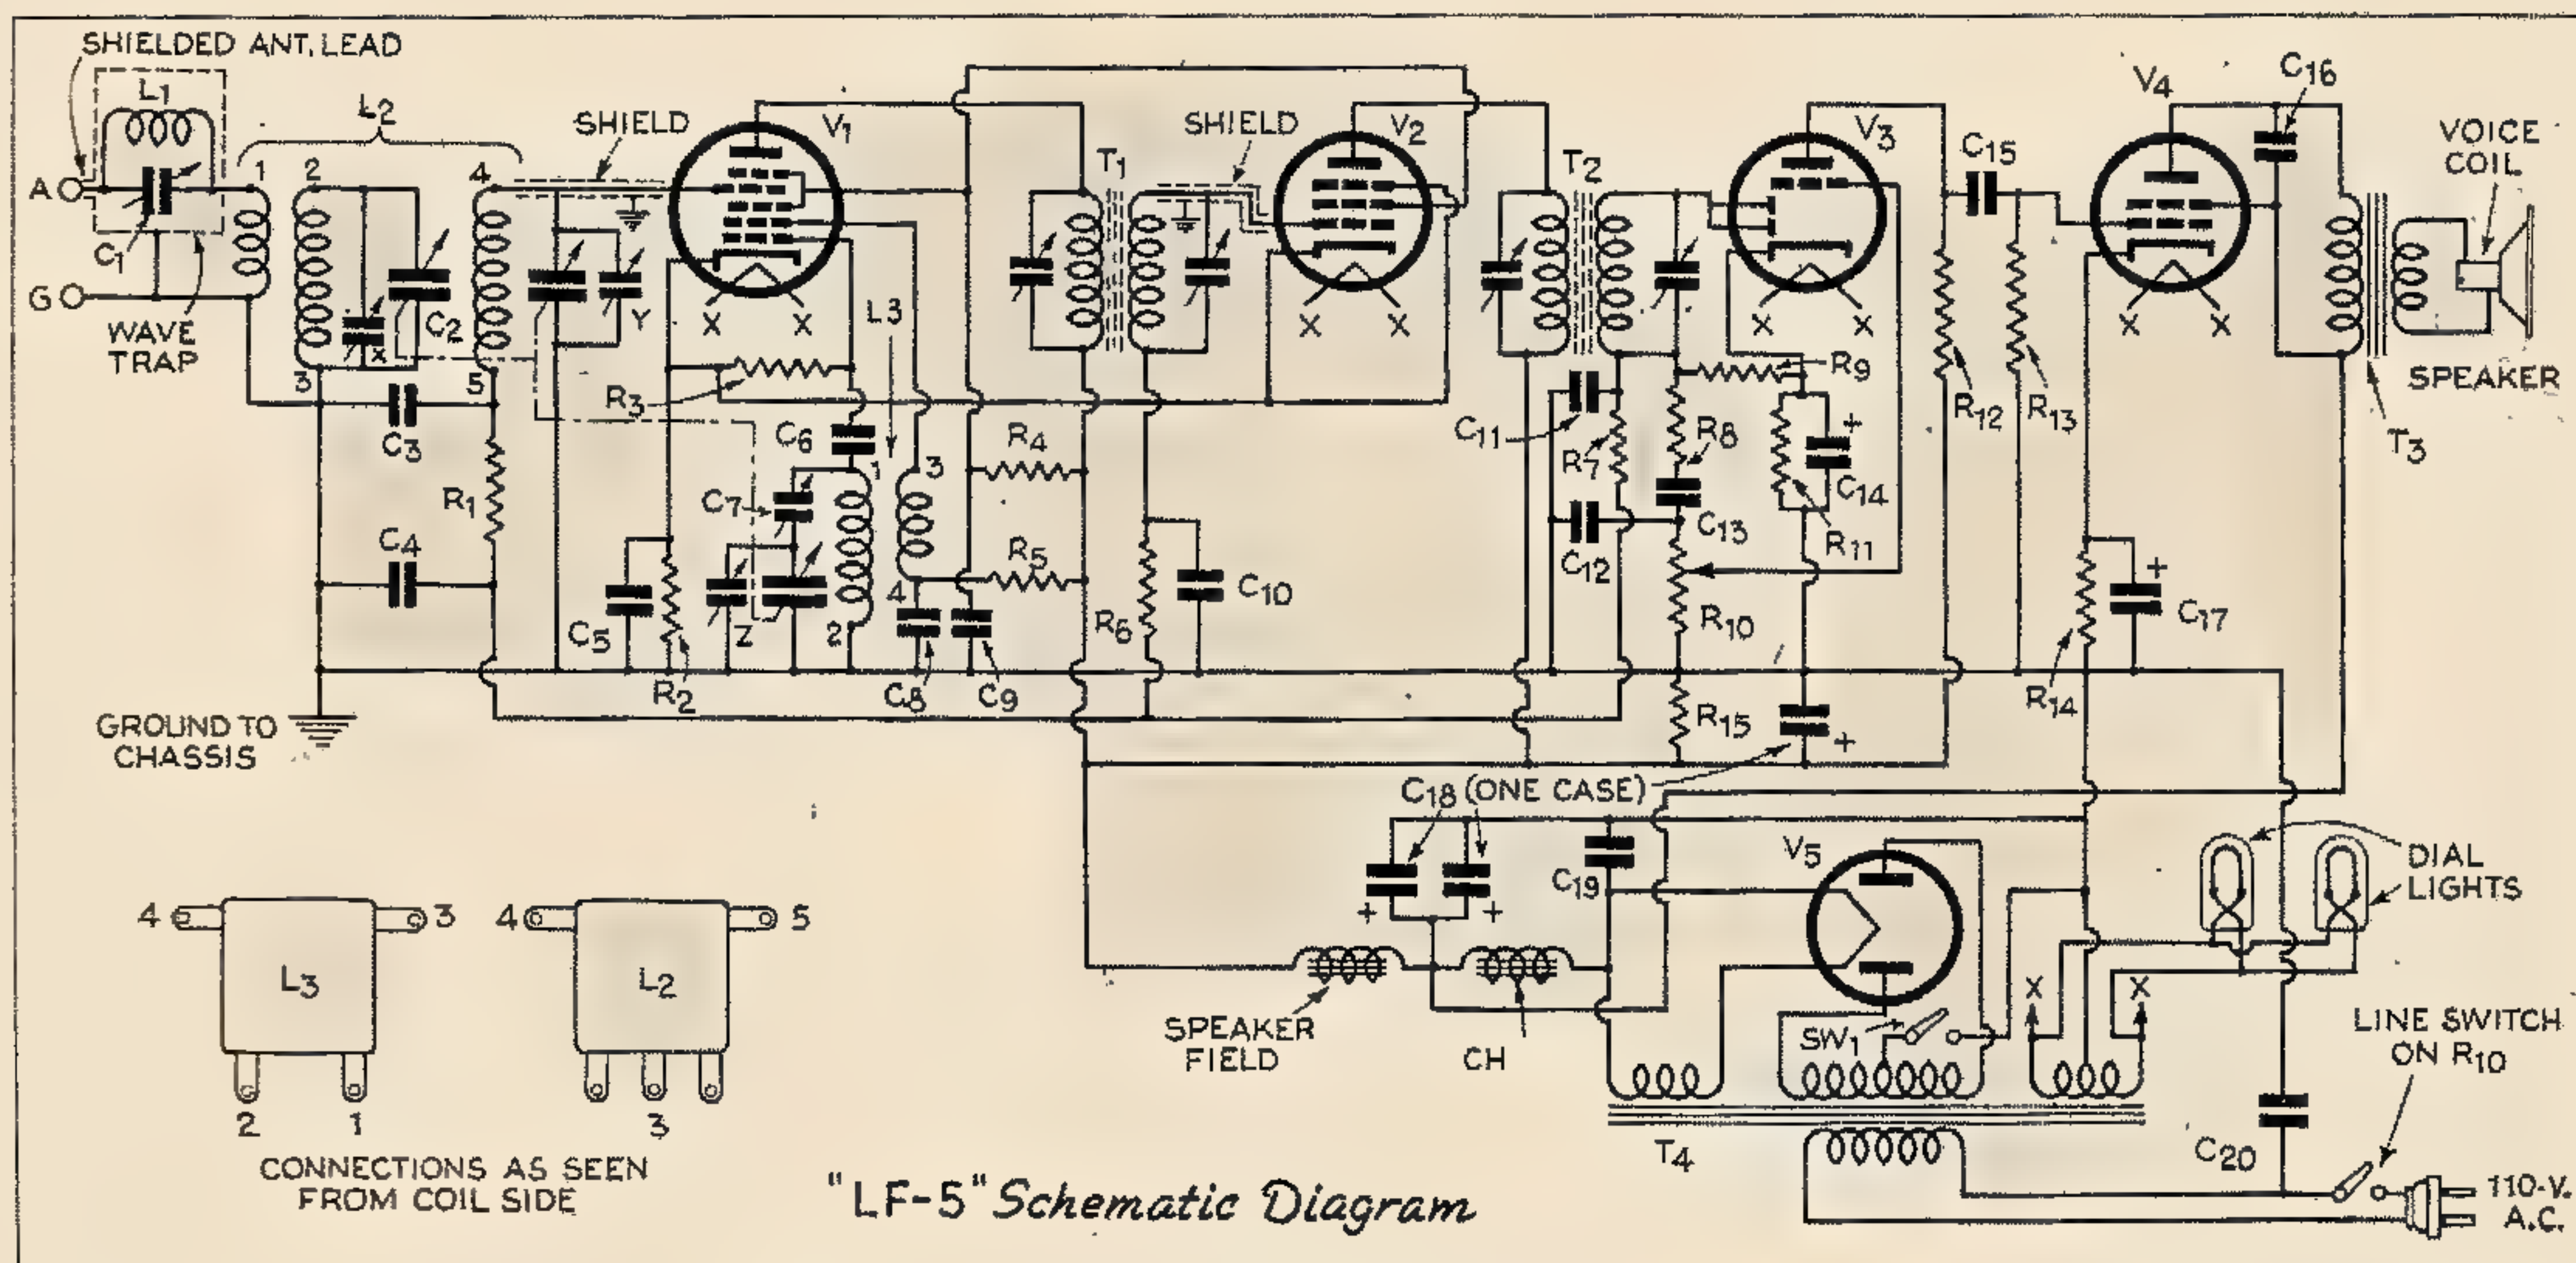 SHIELDED ANT. LEAD
L1
L2
SHIELD
V1
SHIELD
V2
V3
V4
C16
VOICE
COIL
A
1
2
4
T1
T2
C15
C1
G
WAVE
TRAP
C2
X
Y
X
X
L3
X
X
X
X
X
X
3
5
R3
R9
R12
R13
SPEAKER
C3
C6
1
3
R4
C11
R7
R8
+
C14
T3
R1
C7
C13
C4
R5
C12
R11
C5
Z
2
4
R6
C10
R10
+
C17
R2
C8
C9
R14
GROUND TO
CHASSIS
R15
+
C18 (ONE CASE)
V5
C19
DIAL
LIGHTS
+
+
4
3
4
5
L3
L2
X
X
SPEAKER
FIELD
CH
SW1
LINE SWITCH
ON R10
2
1
3
T4
C20
CONNECTIONS AS SEEN
FROM COIL SIDE
"LF-5" Schematic Diagram
110-V.
A.C.